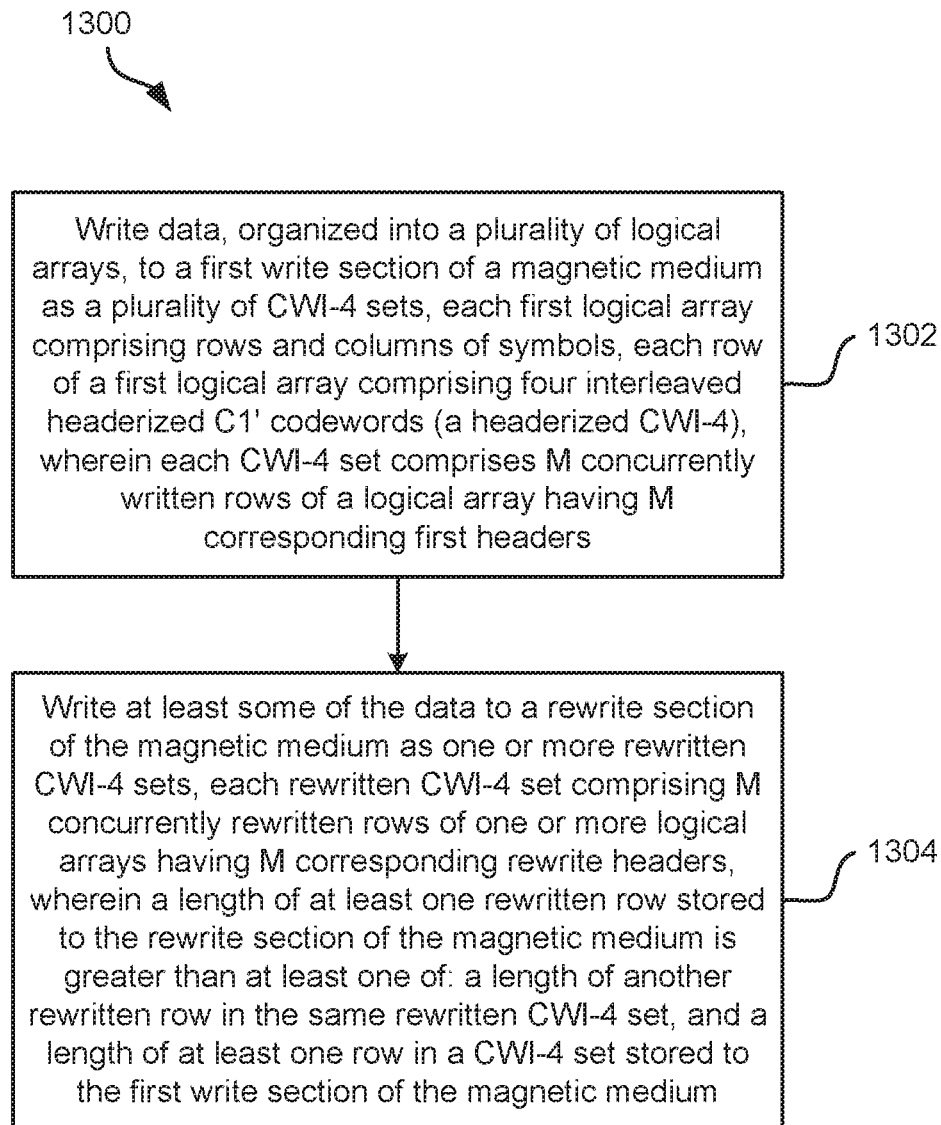 1300
Write data, organized into a plurality of logical
arrays, to a first write section of a magnetic medium
as a plurality of CWI-4 sets, each first logical array
comprising rows and columns of symbols, each row
of a first logical array comprising four interleaved
headerized C1' codewords (a headerized CWI-4),
wherein each CWI-4 set comprises M concurrently
written rows of a logical array having M
corresponding first headers
1302
Write at least some of the data to a rewrite section
of the magnetic medium as one or more rewritten
CWI-4 sets, each rewritten CWI-4 set comprising M
concurrently rewritten rows of one or more logical
arrays having M corresponding rewrite headers,
wherein a length of at least one rewritten row stored
to the rewrite section of the magnetic medium is
greater than at least one of: a length of another
rewritten row in the same rewritten CWI-4 set, and a
length of at least one row in a CWI-4 set stored to
the first write section of the magnetic medium
1304